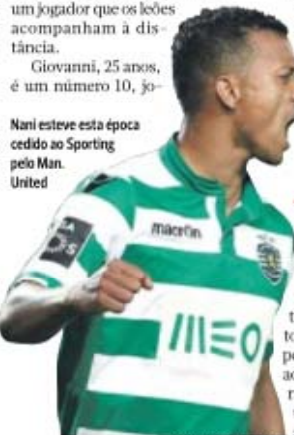 um jogador que os leões
acompanham à dis-
tância.
Giovanni, 25 anos,
é um número 10, jo-
Nani esteve esta época
cedido ao Sporting
pelo Man.
United
macron
MEO